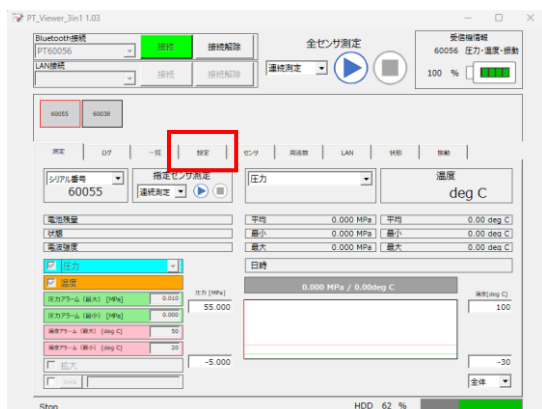 PT_Viewer_3in1 1.03
Bluetooth接続
PT60056
接続
接続解除
LAN接続
接続
接続解除
全センサ測定
連続測定
受信機情報
60056 圧力・温度・振動
100 %
60055
60038
測定
ログ
一覧
設定
センサ
周波数
LAN
状態
振動
シリアル番号
60055
指定センサ測定
連続測定
圧力
温度
deg C
電池残量
状態
電波強度
平均 0.000 MPa
最小 0.000 MPa
最大 0.000 MPa
平均 0.00 deg C
最小 0.00 deg C
最大 0.00 deg C
圧力
温度
圧力アラーム (最大) [MPa] 0.010
圧力アラーム (最小) [MPa] 0.000
温度アラーム (最大) [deg C] 50
温度アラーム (最小) [deg C] 20
拡大
日時
0.000 MPa / 0.00deg C
圧力 [MPa]
55.000
-5.000
温度[deg C]
100
-30
全体
Stop
HDD 62 %